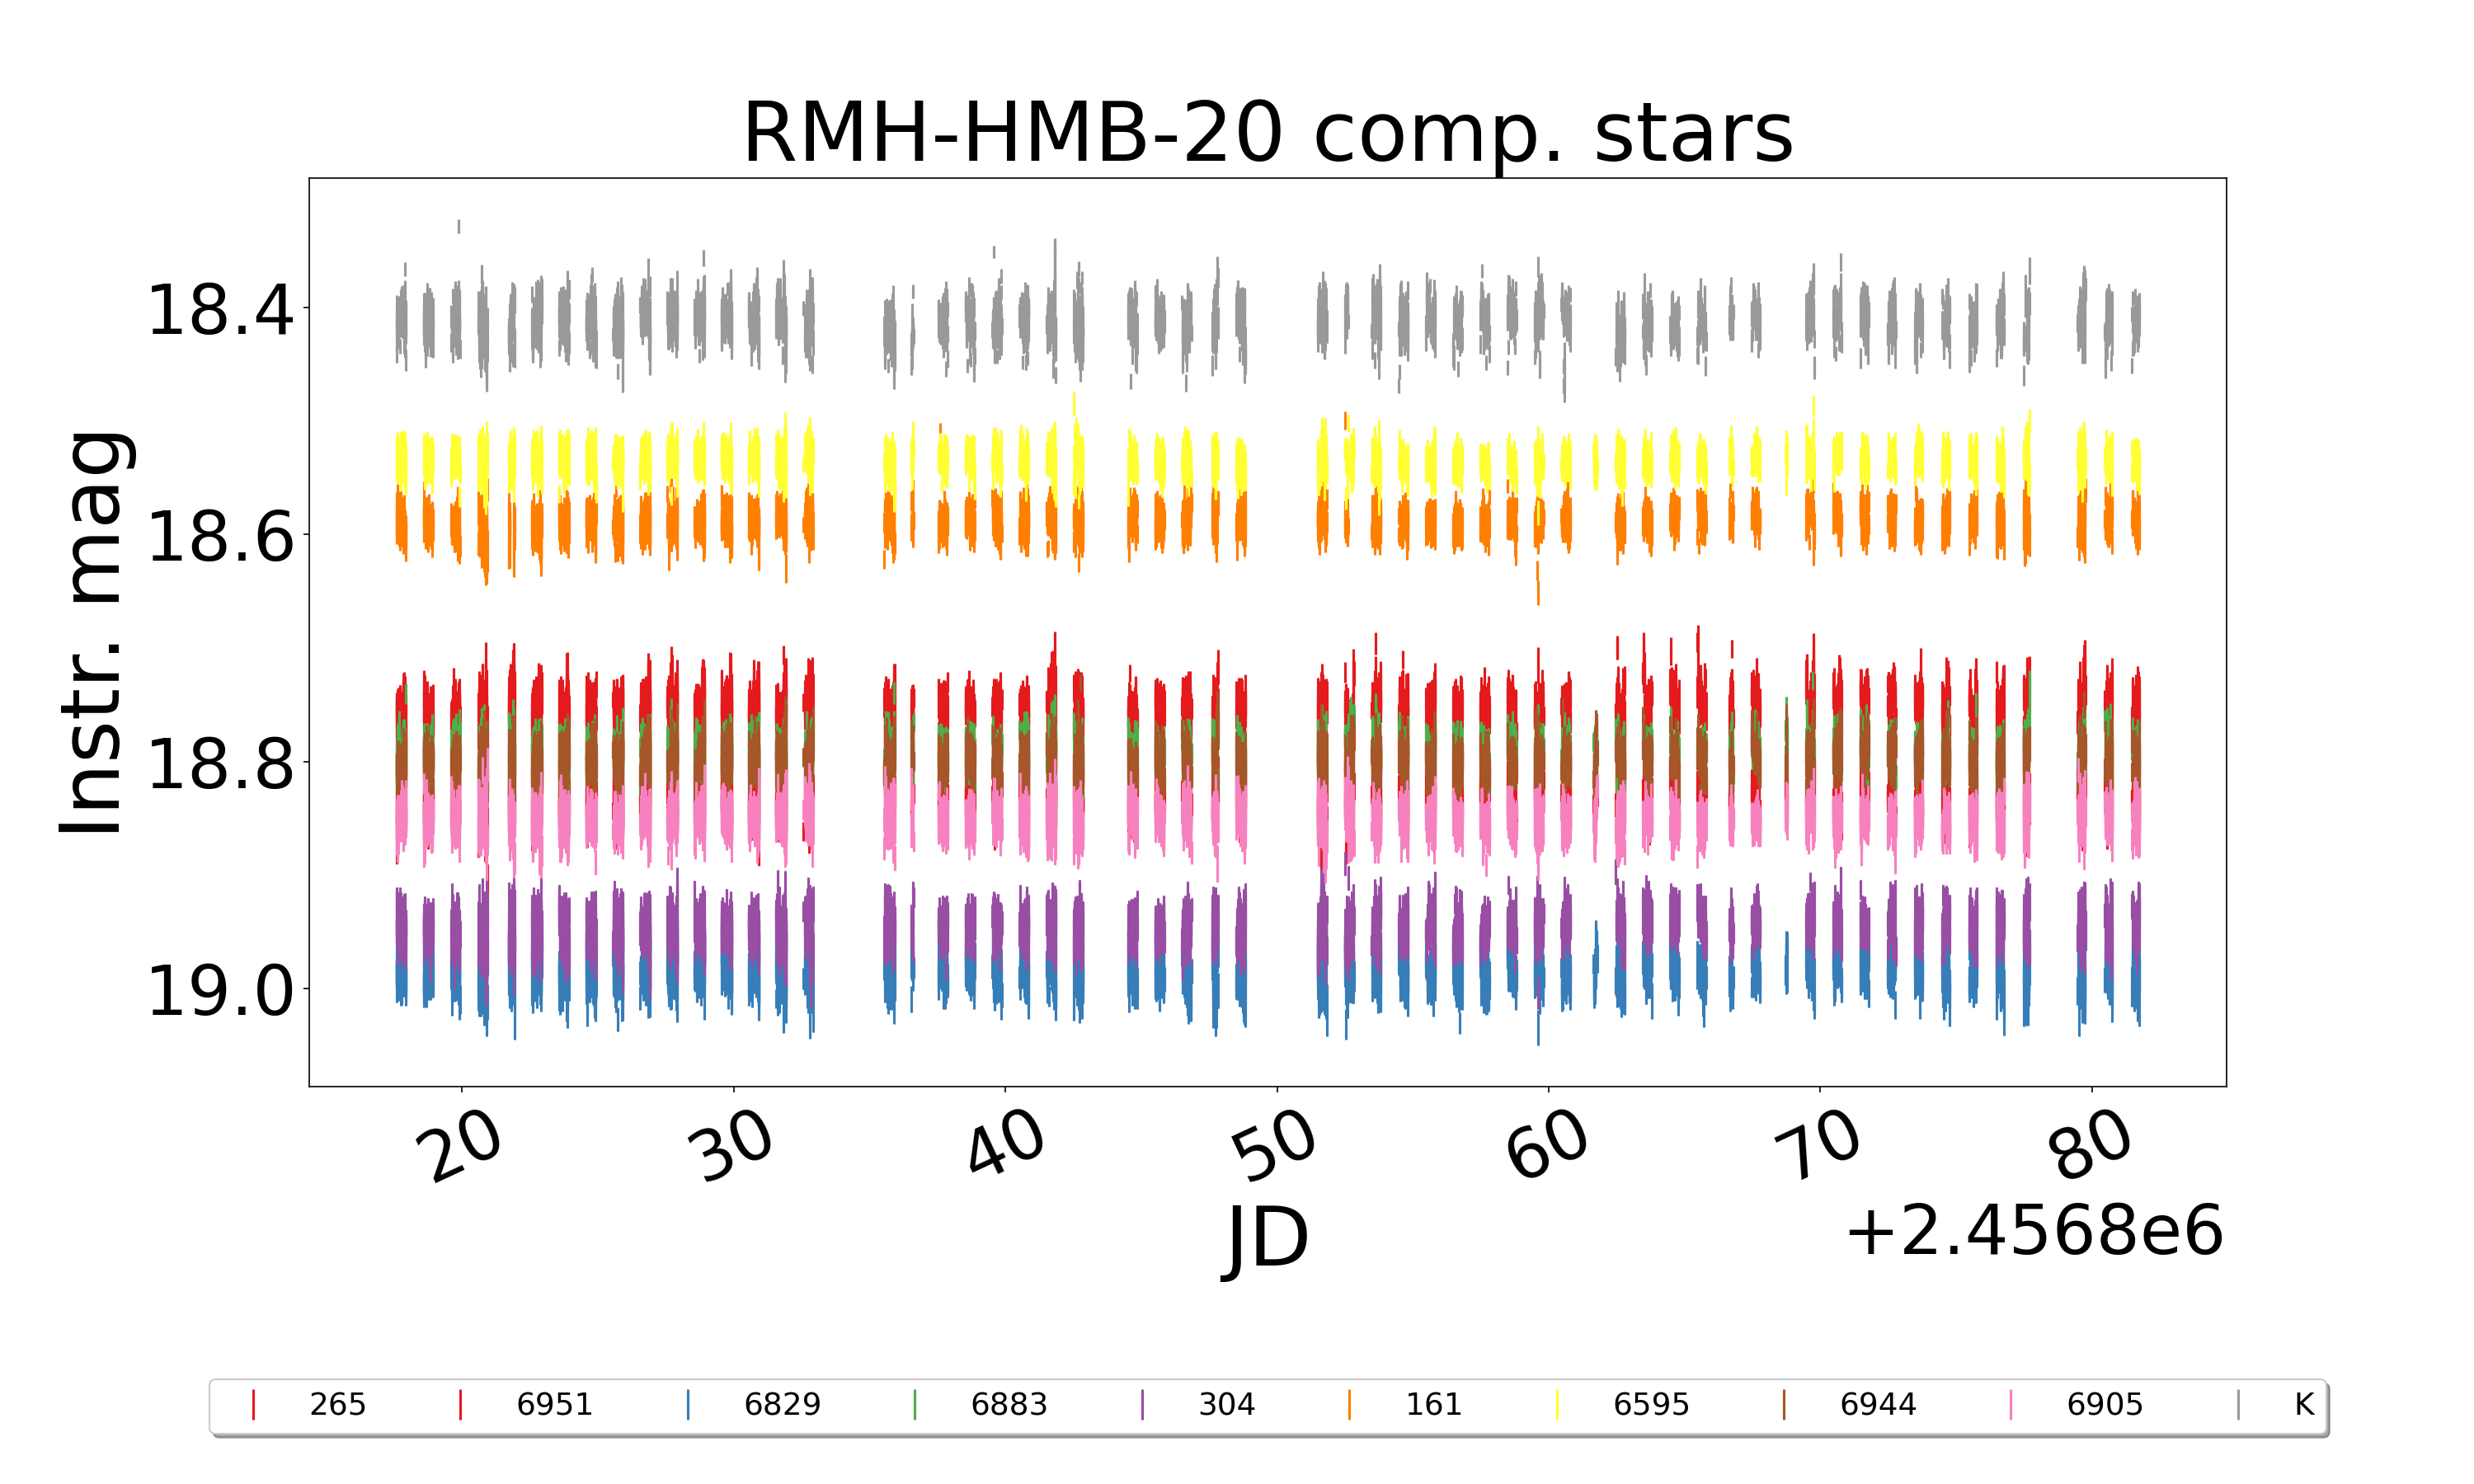 RMH-HMB-20 comp. stars
Instr. mag
18.4
18.6
18.8
19.0
20 30 40 50 60 70 80
JD
+2.4568e6
265 6951 6829 6883 304 161 6595 6944 6905 K